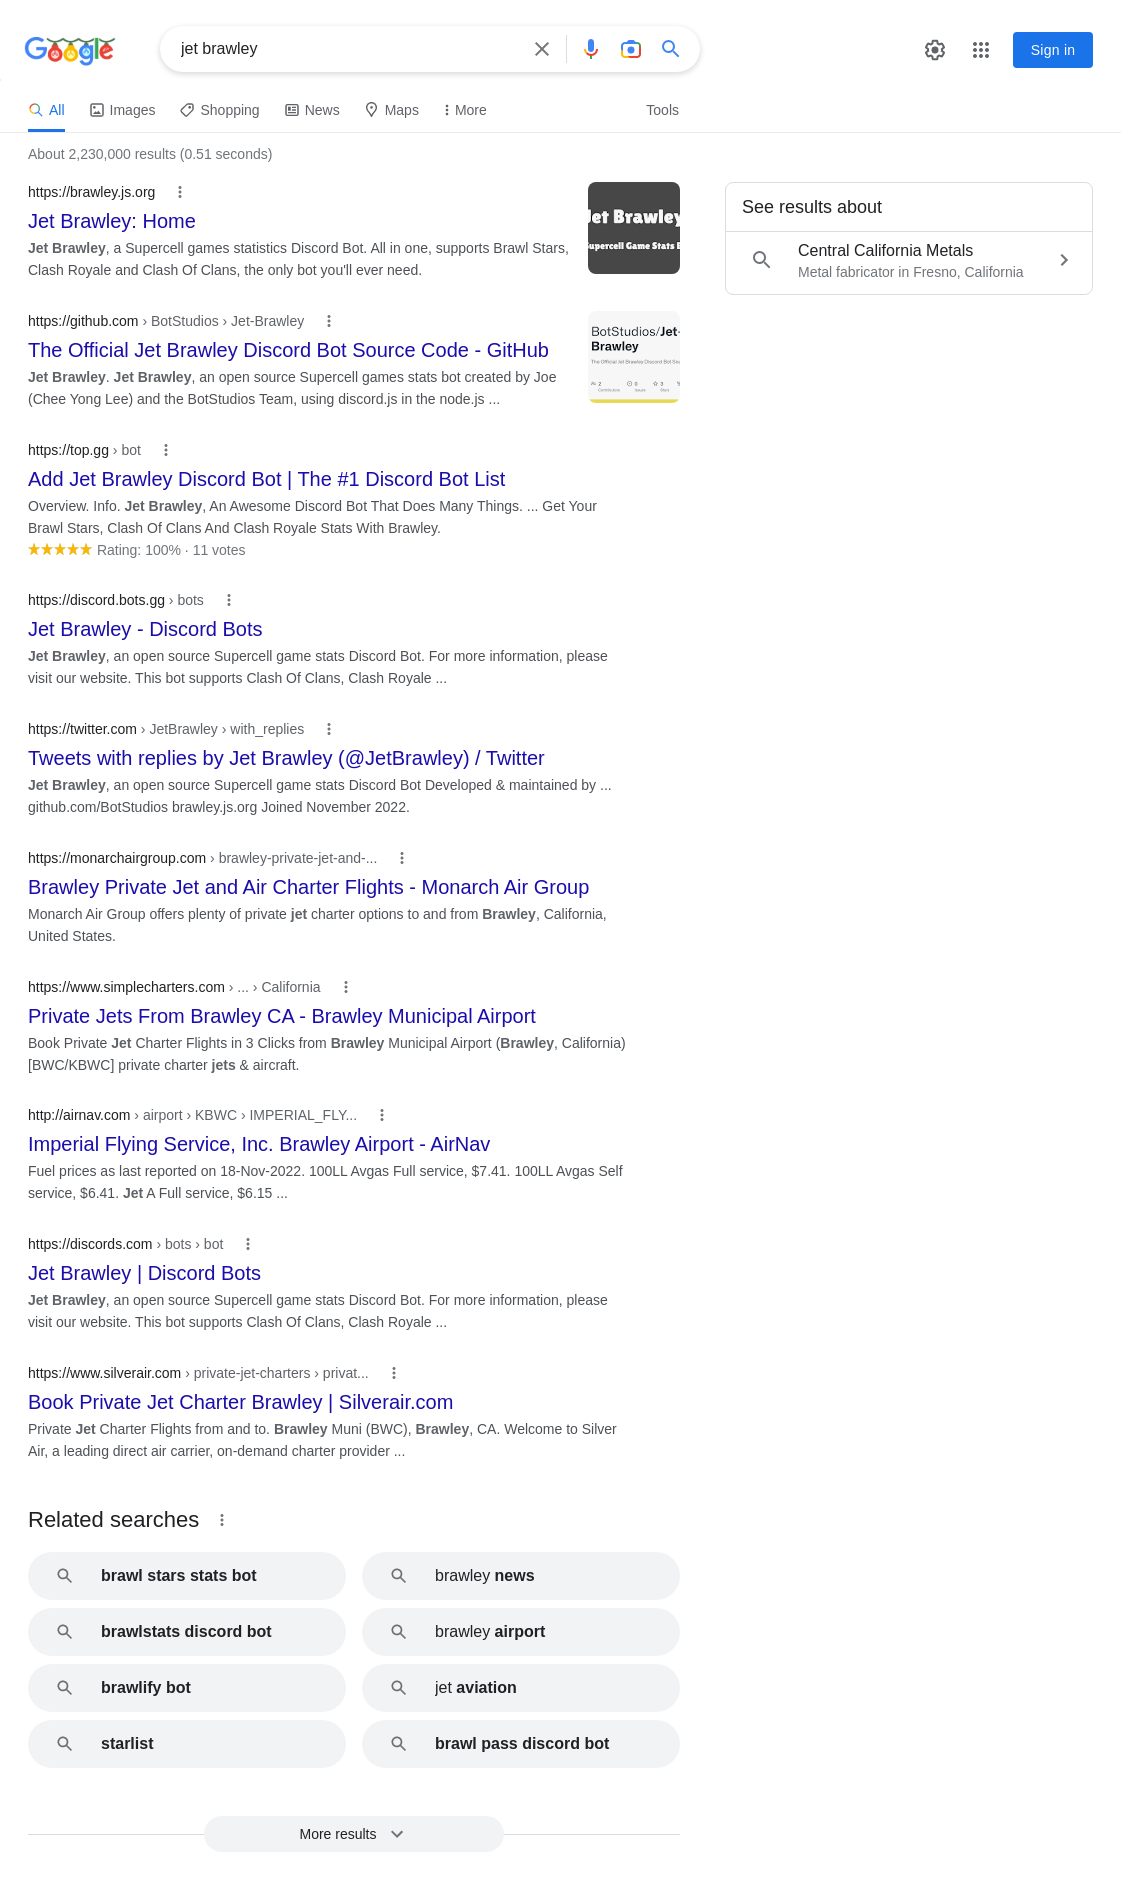 Google
jet brawley
Sign in
All
Images
Shopping
News
Maps
More
Tools
About 2,230,000 results (0.51 seconds)
https://brawley.js.org
Jet Brawley: Home
Jet Brawley, a Supercell games statistics Discord Bot. All in one, supports Brawl Stars,
Clash Royale and Clash Of Clans, the only bot you'll ever need.
Jet Brawley
Supercell Game Stats B
See results about
Central California Metals
Metal fabricator in Fresno, California
https://github.com › BotStudios › Jet-Brawley
The Official Jet Brawley Discord Bot Source Code - GitHub
Jet Brawley. Jet Brawley, an open source Supercell games stats bot created by Joe
(Chee Yong Lee) and the BotStudios Team, using discord.js in the node.js ...
BotStudios/Jet-
Brawley
The Official Jet Brawley Discord Bot Sou
https://top.gg › bot
Add Jet Brawley Discord Bot | The #1 Discord Bot List
Overview. Info. Jet Brawley, An Awesome Discord Bot That Does Many Things. ... Get Your
Brawl Stars, Clash Of Clans And Clash Royale Stats With Brawley.
Rating: 100% · 11 votes
https://discord.bots.gg › bots
Jet Brawley - Discord Bots
Jet Brawley, an open source Supercell game stats Discord Bot. For more information, please
visit our website. This bot supports Clash Of Clans, Clash Royale ...
https://twitter.com › JetBrawley › with_replies
Tweets with replies by Jet Brawley (@JetBrawley) / Twitter
Jet Brawley, an open source Supercell game stats Discord Bot Developed & maintained by ...
github.com/BotStudios brawley.js.org Joined November 2022.
https://monarchairgroup.com › brawley-private-jet-and-...
Brawley Private Jet and Air Charter Flights - Monarch Air Group
Monarch Air Group offers plenty of private jet charter options to and from Brawley, California,
United States.
https://www.simplecharters.com › ... › California
Private Jets From Brawley CA - Brawley Municipal Airport
Book Private Jet Charter Flights in 3 Clicks from Brawley Municipal Airport (Brawley, California)
[BWC/KBWC] private charter jets & aircraft.
http://airnav.com › airport › KBWC › IMPERIAL_FLY...
Imperial Flying Service, Inc. Brawley Airport - AirNav
Fuel prices as last reported on 18-Nov-2022. 100LL Avgas Full service, $7.41. 100LL Avgas Self
service, $6.41. Jet A Full service, $6.15 ...
https://discords.com › bots › bot
Jet Brawley | Discord Bots
Jet Brawley, an open source Supercell game stats Discord Bot. For more information, please
visit our website. This bot supports Clash Of Clans, Clash Royale ...
https://www.silverair.com › private-jet-charters › privat...
Book Private Jet Charter Brawley | Silverair.com
Private Jet Charter Flights from and to. Brawley Muni (BWC), Brawley, CA. Welcome to Silver
Air, a leading direct air carrier, on-demand charter provider ...
Related searches
brawl stars stats bot
brawley news
brawlstats discord bot
brawley airport
brawlify bot
jet aviation
starlist
brawl pass discord bot
More results